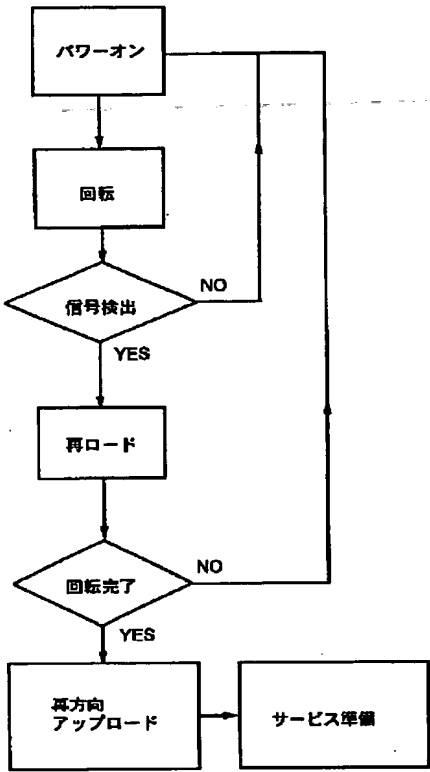 パワーオン
回転
信号検出
NO
YES
再ロード
回転完了
NO
YES
再方向
アップロード
サービス準備